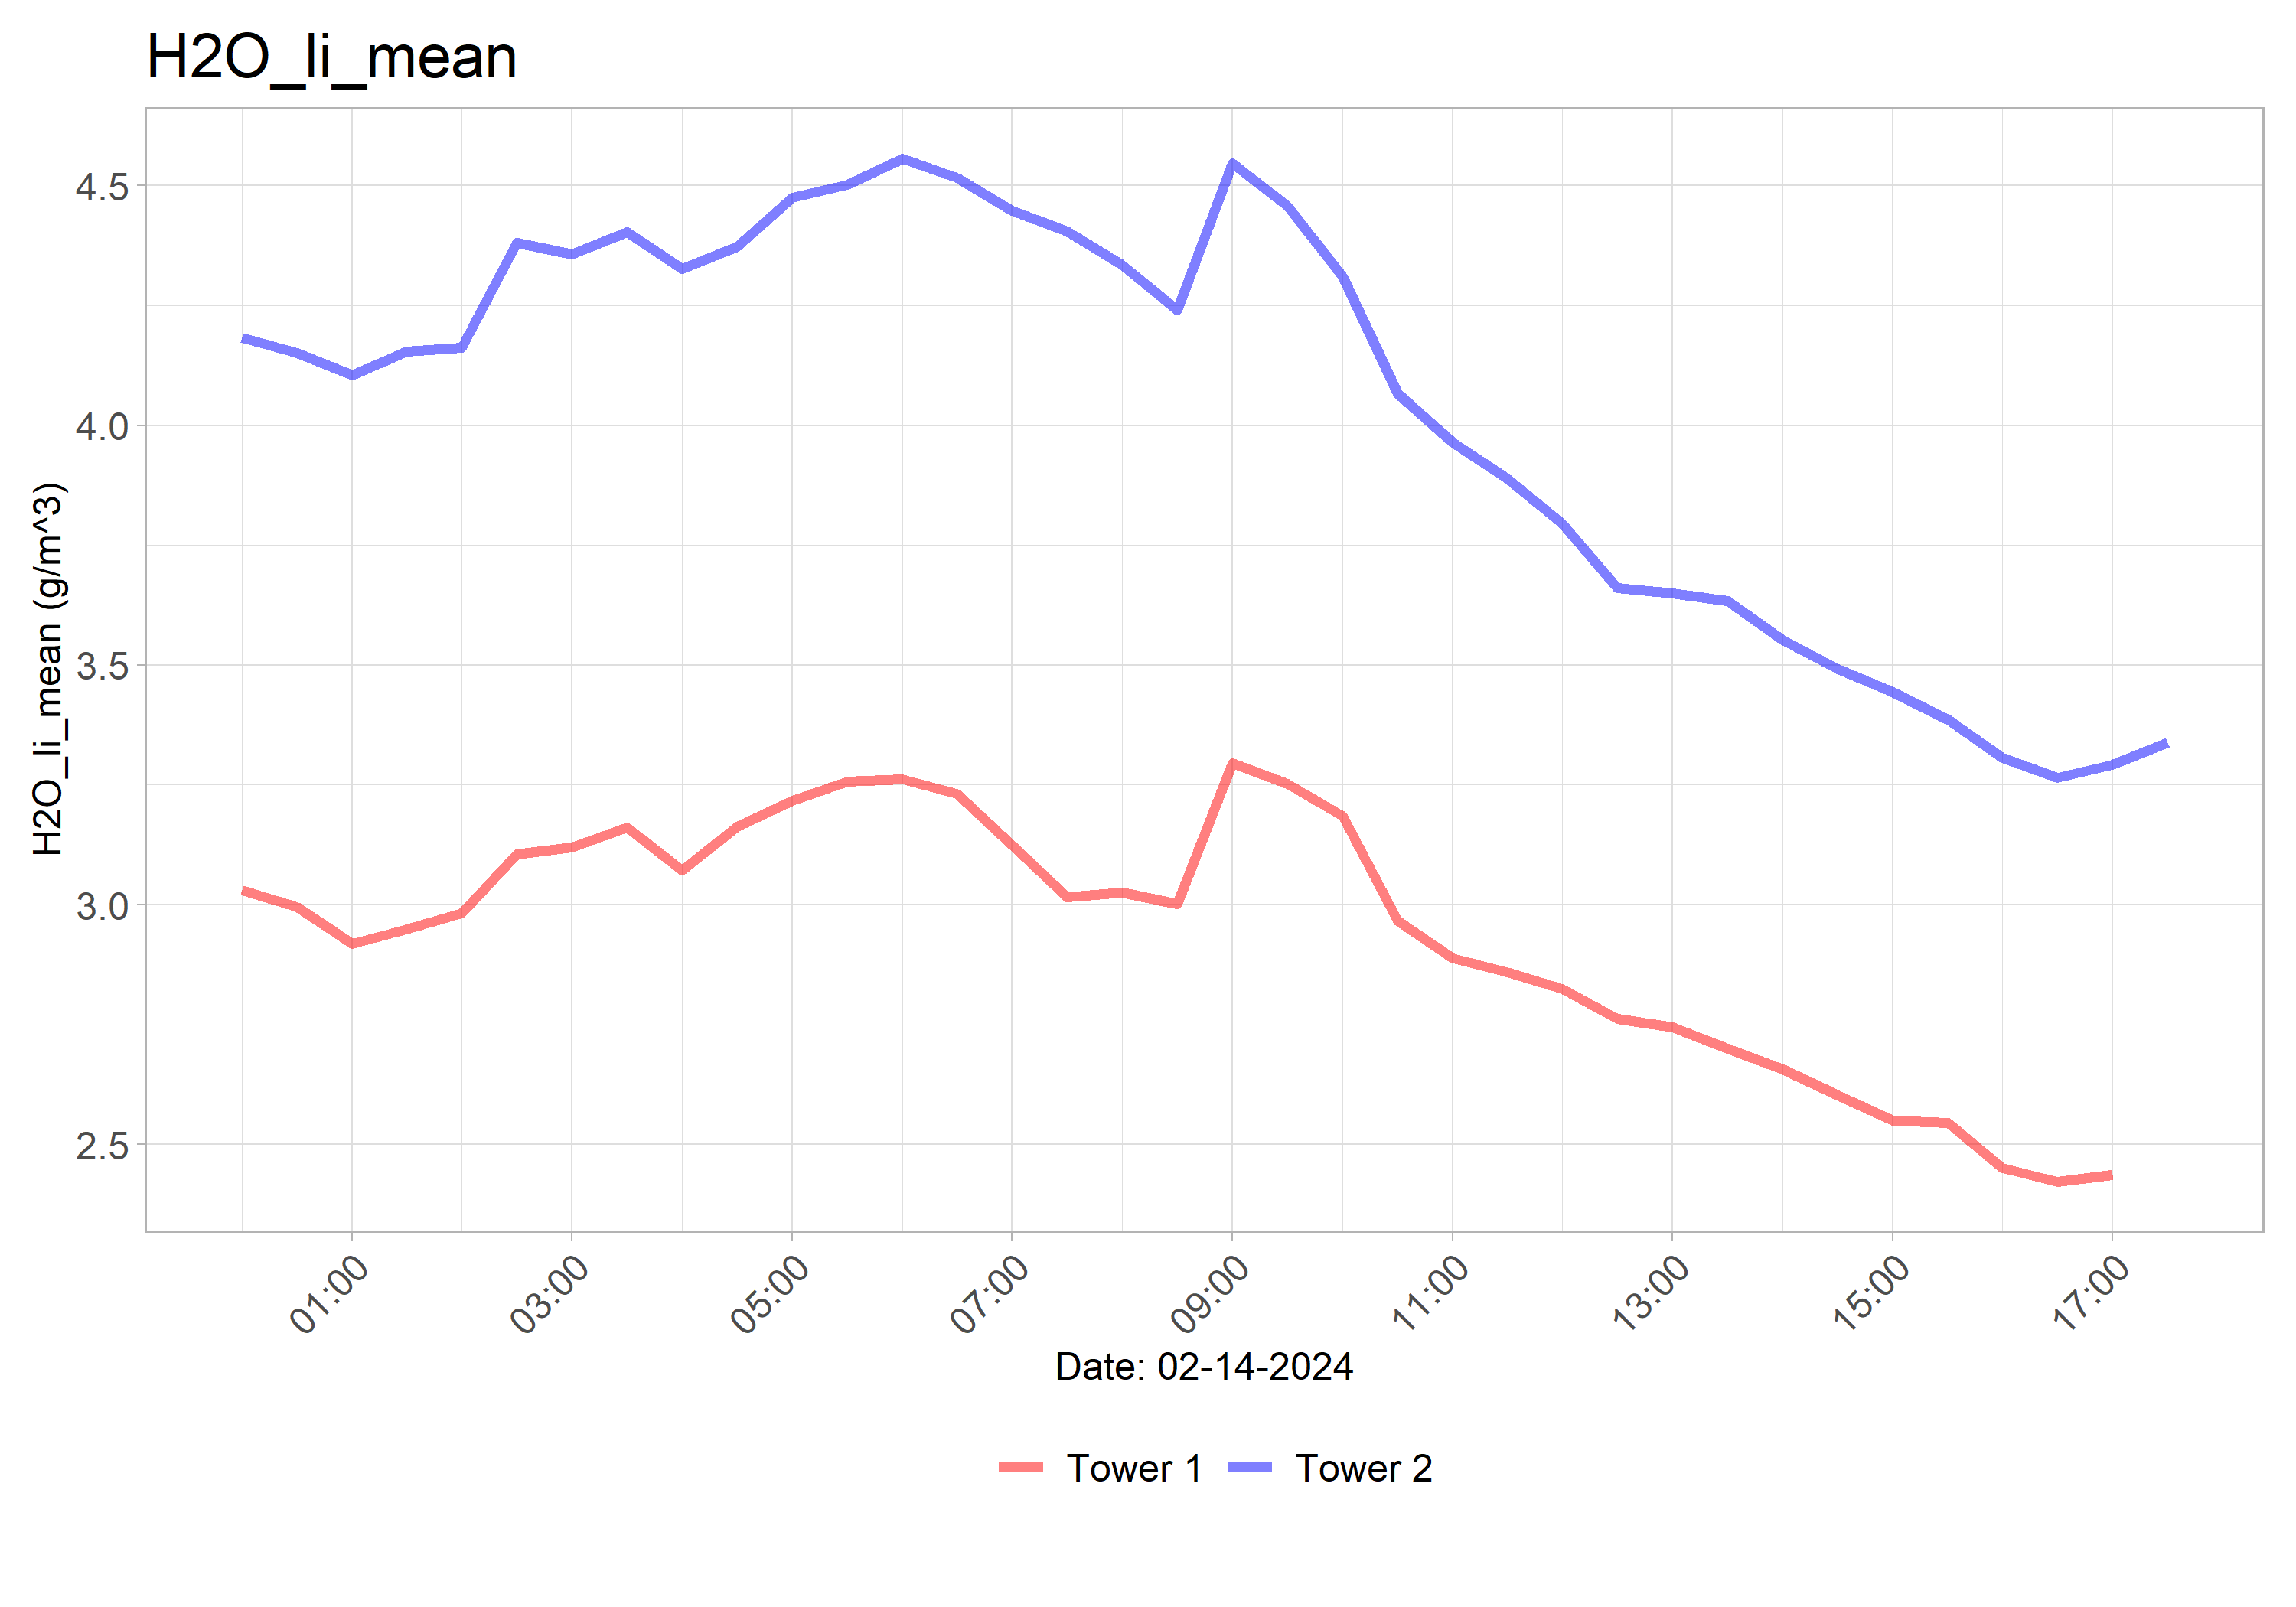 H2O_li_mean
H2O_li_mean (g/m^3)
4.5
4.0
3.5
3.0
2.5
01:00 03:00 05:00 07:00 09:00 11:00 13:00 15:00 17:00
Date: 02-14-2024
Tower 1 Tower 2